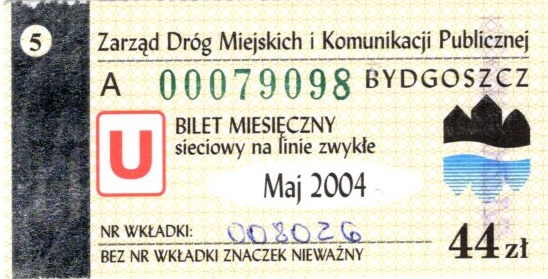 5 Zarząd Dróg Miejskich i Komunikacji Publicznej
A 00079098 BYDGOSZCZ
U BILET MIESIĘCZNY
sieciowy na linie zwykłe
Maj 2004
NR WKŁADKI: 008026
BEZ NR WKŁADKI ZNACZEK NIEWAŻNY
44 zł